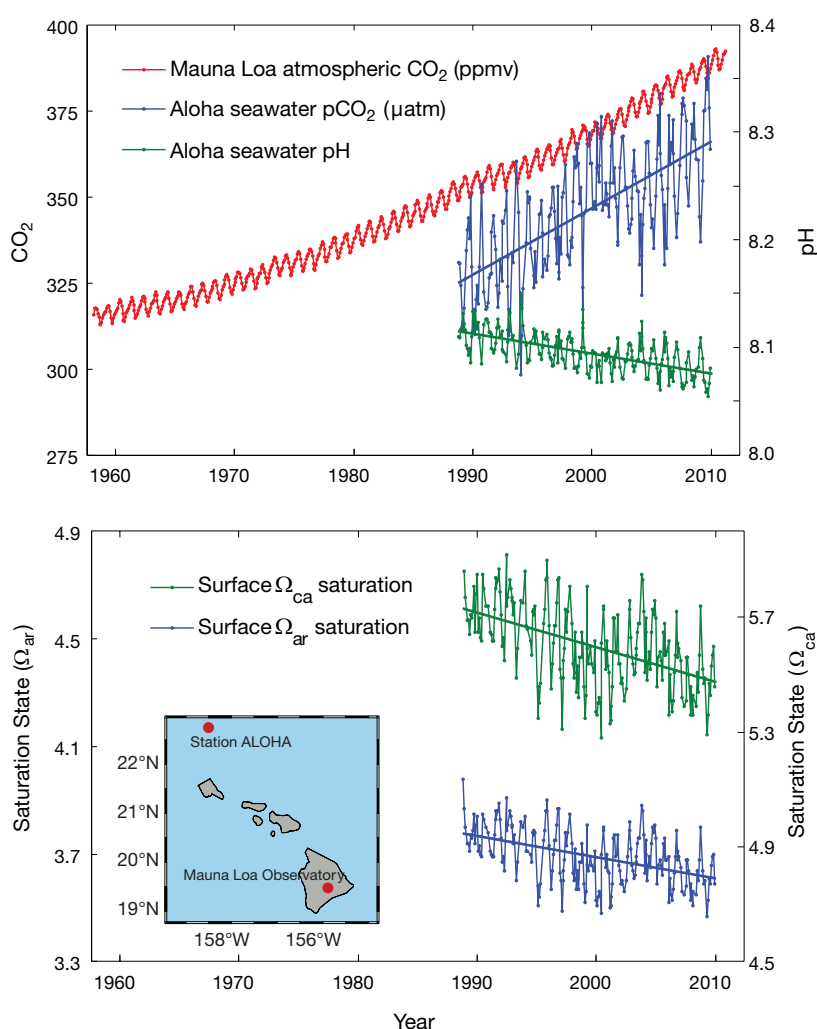 400
375
350
325
300
275
CO₂
8.4
8.3
8.2
8.1
8.0
pH
Mauna Loa atmospheric CO₂ (ppmv)
Aloha seawater pCO₂ (µatm)
Aloha seawater pH
1960 1970 1980 1990 2000 2010
4.9
4.5
4.1
3.7
3.3
Saturation State (Ωar)
5.7
5.3
4.9
4.5
Saturation State (Ωca)
Surface Ωca saturation
Surface Ωar saturation
Station ALOHA
22°N
21°N
20°N
Mauna Loa Observatory
19°N
158°W 156°W
1960 1970 1980 1990 2000 2010
Year